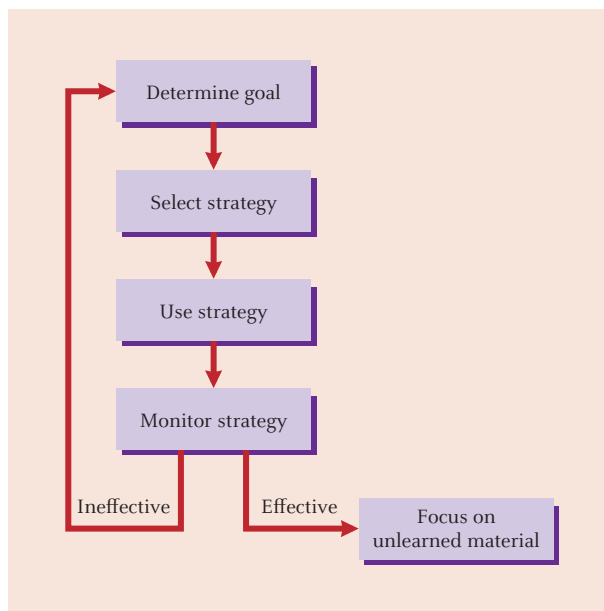 Determine goal
Select strategy
Use strategy
Monitor strategy
Ineffective
Effective
Focus on
unlearned material